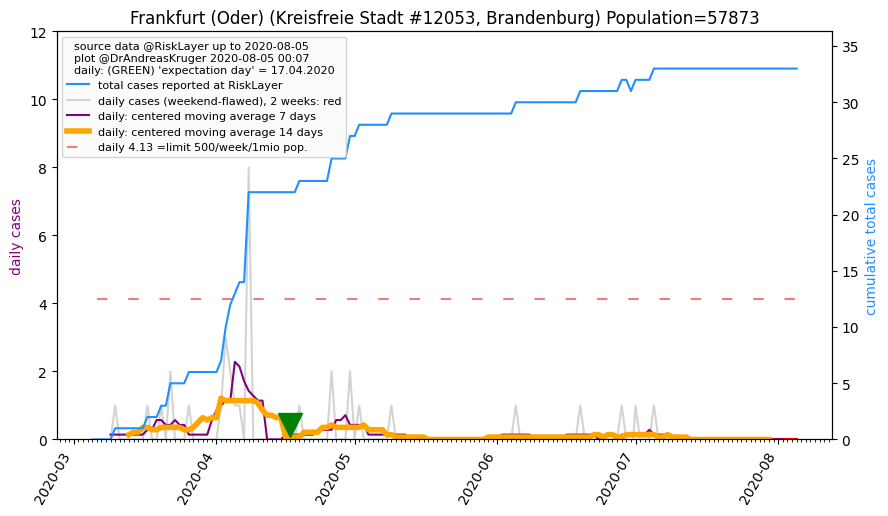 Frankfurt (Oder) (Kreisfreie Stadt #12053, Brandenburg) Population=57873
source data @RiskLayer up to 2020-08-05
plot @DrAndreasKruger 2020-08-05 00:07
daily: (GREEN) 'expectation day' = 17.04.2020
total cases reported at RiskLayer
daily cases (weekend-flawed), 2 weeks: red
daily: centered moving average 7 days
daily: centered moving average 14 days
daily 4.13 =limit 500/week/1mio pop.
daily cases
12
10
8
6
4
2
0
cumulative total cases
35
30
25
20
15
10
5
0
2020-03
2020-04
2020-05
2020-06
2020-07
2020-08